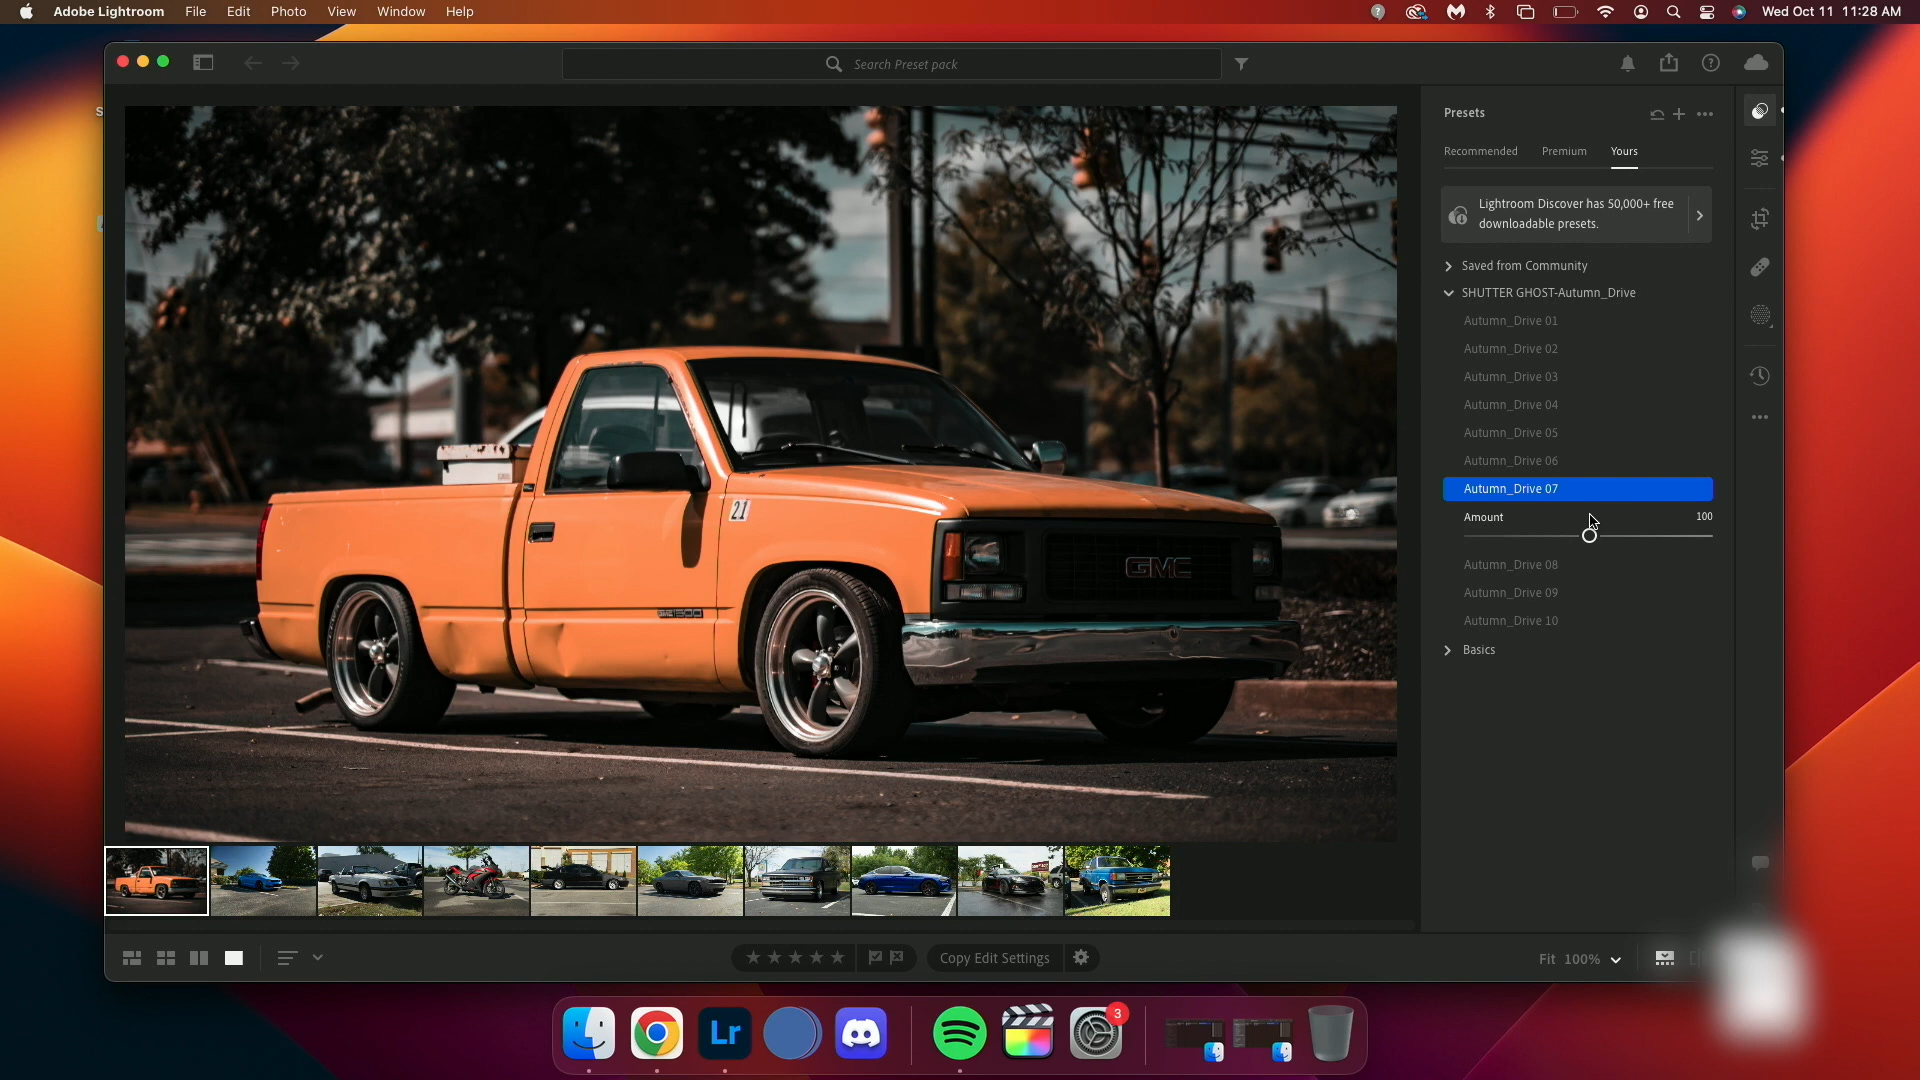 Adobe Lightroom File Edit Photo View Window Help
Wed Oct 11 11:28 AM
Search Preset pack
Presets
Recommended Premium Yours
Lightroom Discover has 50,000+ free
downloadable presets.
Saved from Community
SHUTTER GHOST-Autumn_Drive
Autumn_Drive 01
Autumn_Drive 02
Autumn_Drive 03
Autumn_Drive 04
Autumn_Drive 05
Autumn_Drive 06
Autumn_Drive 07
Amount 100
Autumn_Drive 08
Autumn_Drive 09
Autumn_Drive 10
Basics
21
GMC
1500
Copy Edit Settings
Fit 100%
Lr
3